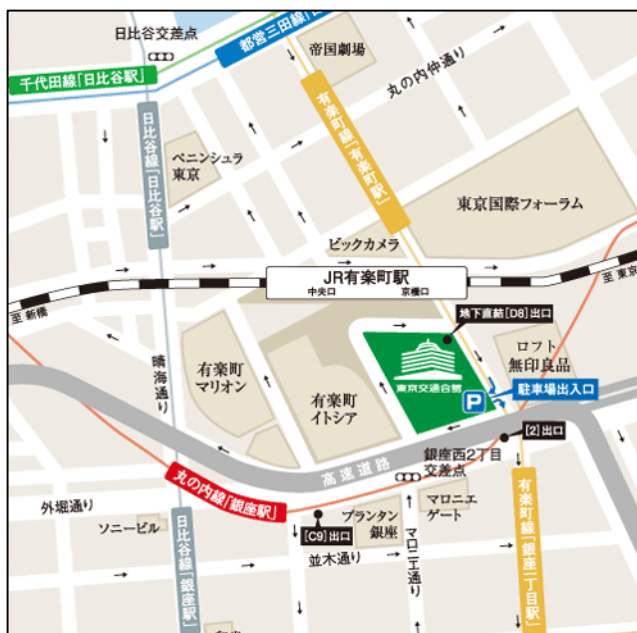 日比谷交差点
都営三田線「日
千代田線「日比谷駅」
帝国劇場
丸の内仲通り
日比谷線「日比谷駅」
有楽町線「有楽町駅」
ペニンシュラ
東京
東京国際フォーラム
ビックカメラ
JR有楽町駅
中央口
京橋口
至 新橋
至 東京
地下直結[D8]出口
晴海通り
有楽町
マリオン
有楽町
イトシア
東京交通会館
ロフト
無印良品
P
駐車場出入口
[2]出口
高速道路
銀座西2丁目
交差点
丸の内線「銀座駅」
外堀通り
ソニービル
[C9]出口
プランタン
銀座
マロニエ
ゲート
並木通り
マロニエ通り
日比谷線「銀座駅」
有楽町線「銀座一丁目駅」